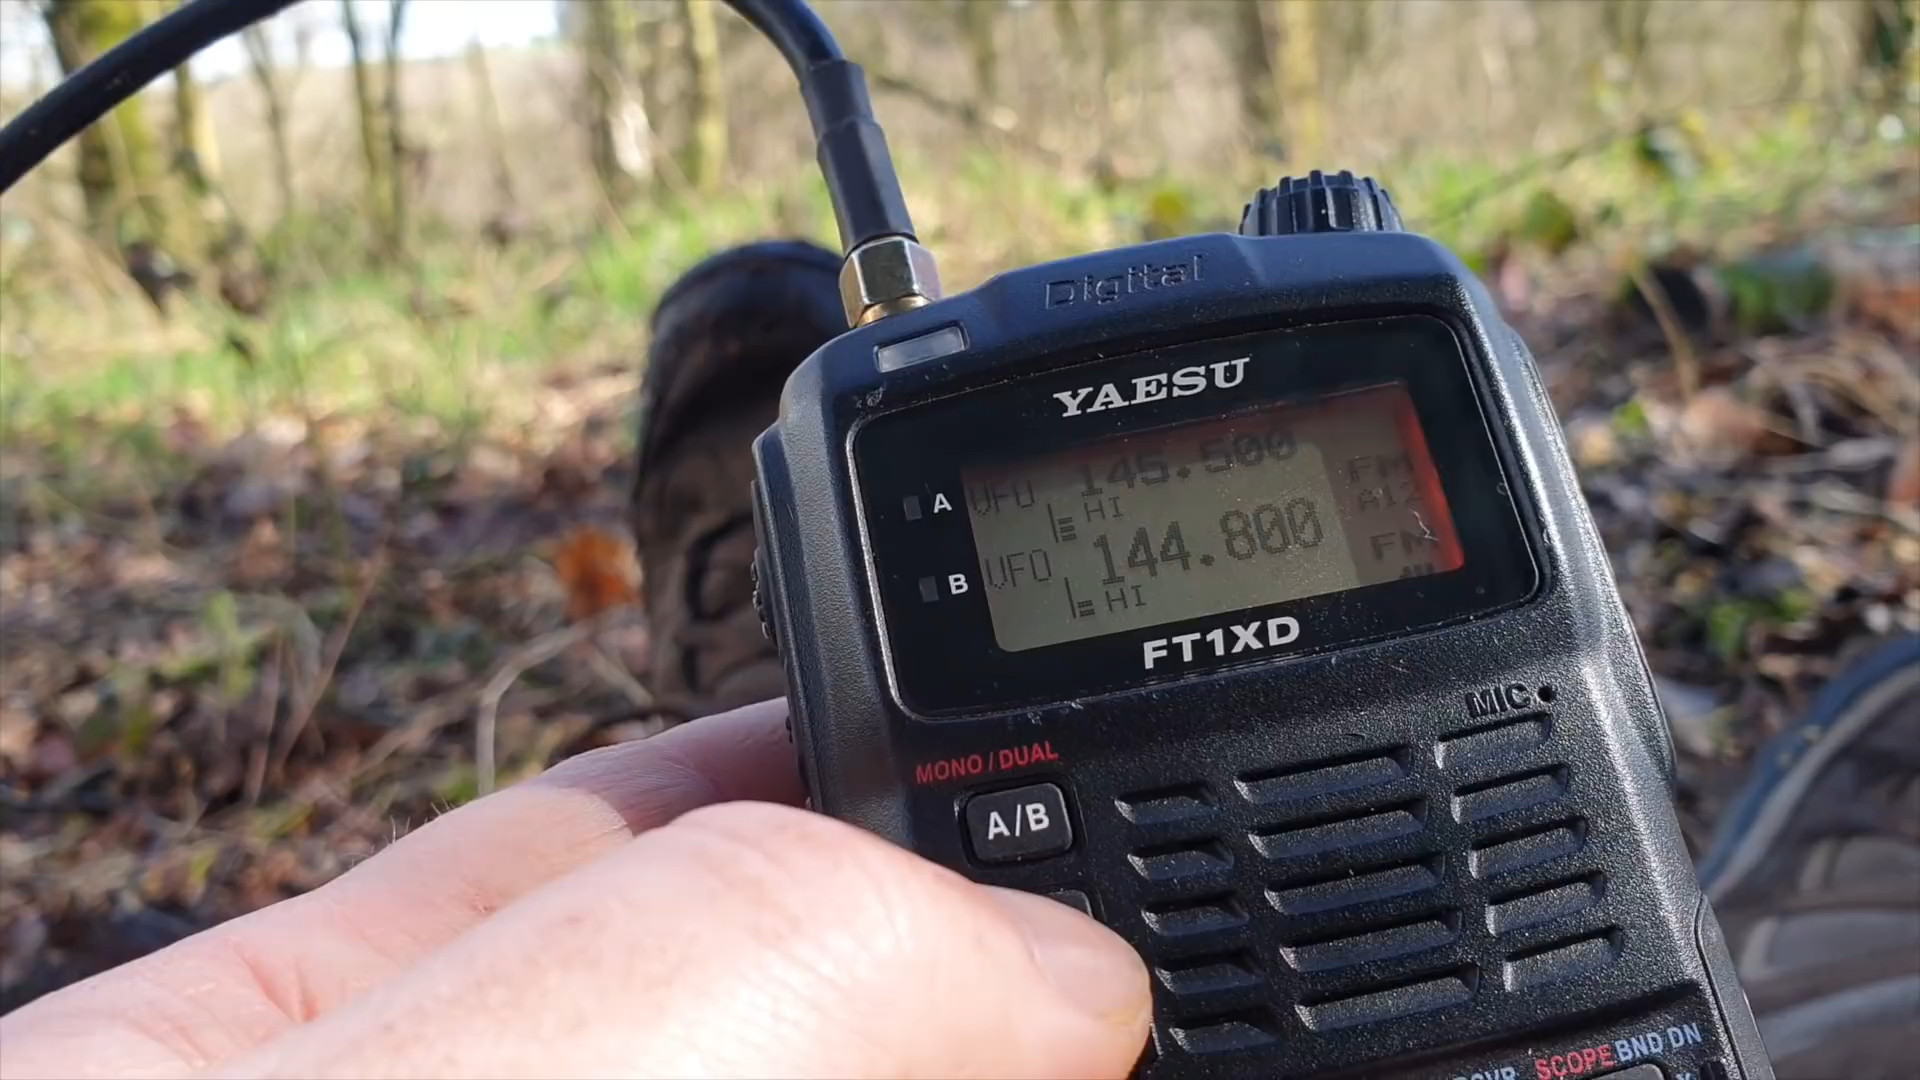 Digital
YAESU
A VFO 145.500 FM
HI A12
B VFO 144.800 FM
HI
FT1XD
MIC
MONO/DUAL
A/B
SCOPE BND DN